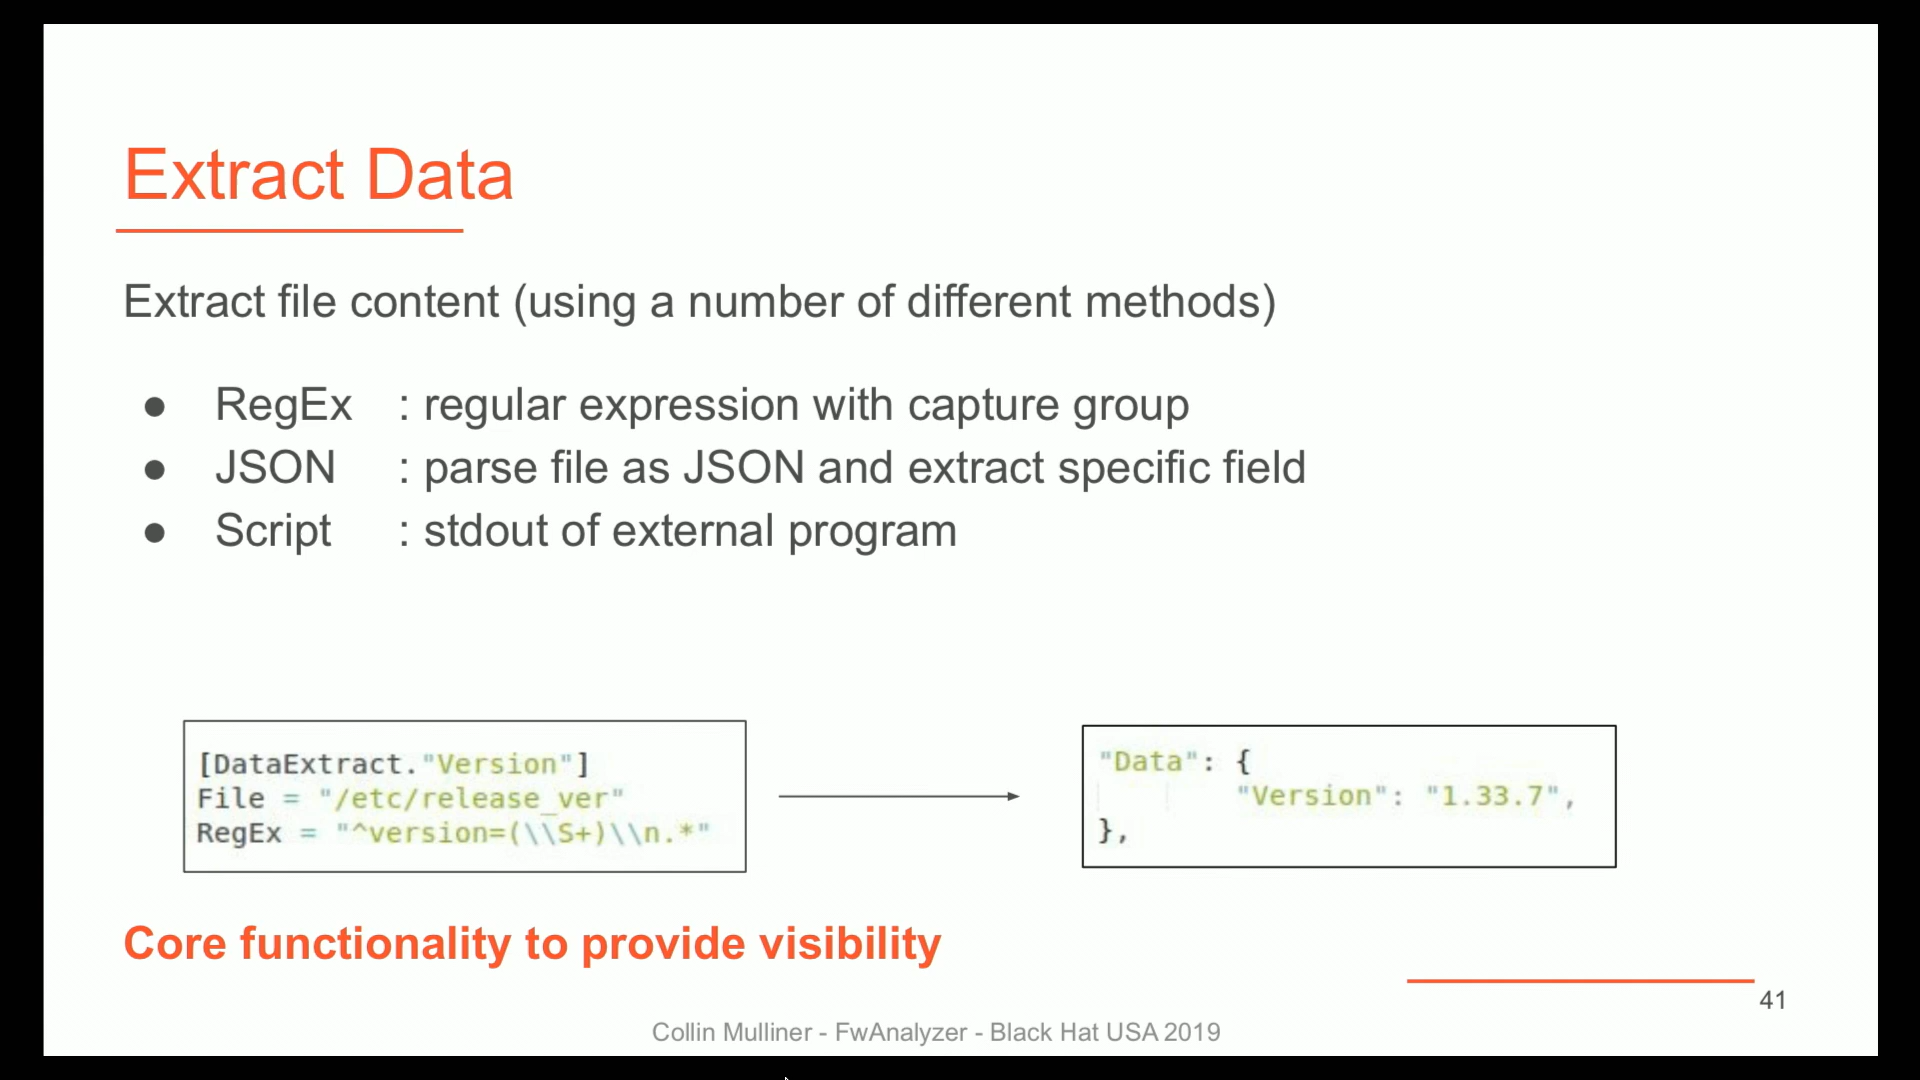 Extract Data
Extract file content (using a number of different methods)
● RegEx : regular expression with capture group
● JSON : parse file as JSON and extract specific field
● Script : stdout of external program
[DataExtract."Version"]
File = "/etc/release_ver"
RegEx = "^version=(\\S+)\\n.*"
"Data": {
"Version": "1.33.7",
},
Core functionality to provide visibility
41
Collin Mulliner - FwAnalyzer - Black Hat USA 2019